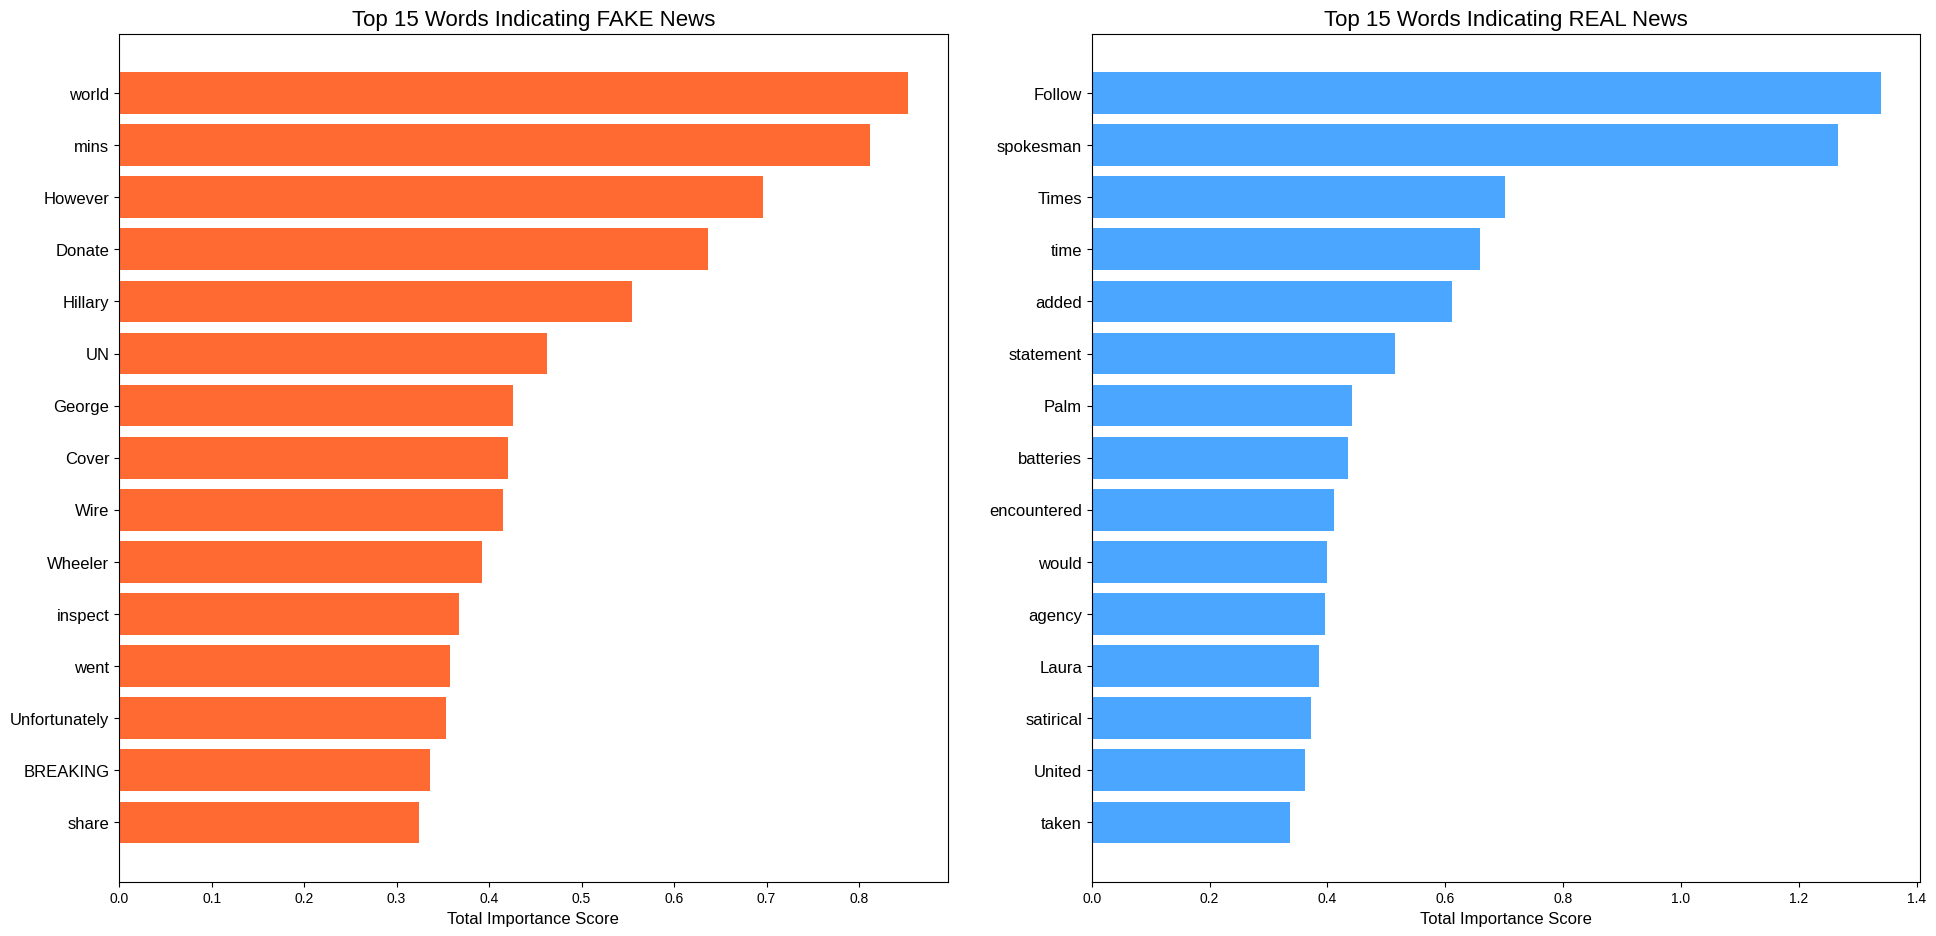 Top 15 Words Indicating FAKE News
world
mins
However
Donate
Hillary
UN
George
Cover
Wire
Wheeler
inspect
went
Unfortunately
BREAKING
share
0.0 0.1 0.2 0.3 0.4 0.5 0.6 0.7 0.8
Total Importance Score
Top 15 Words Indicating REAL News
Follow
spokesman
Times
time
added
statement
Palm
batteries
encountered
would
agency
Laura
satirical
United
taken
0.0 0.2 0.4 0.6 0.8 1.0 1.2 1.4
Total Importance Score